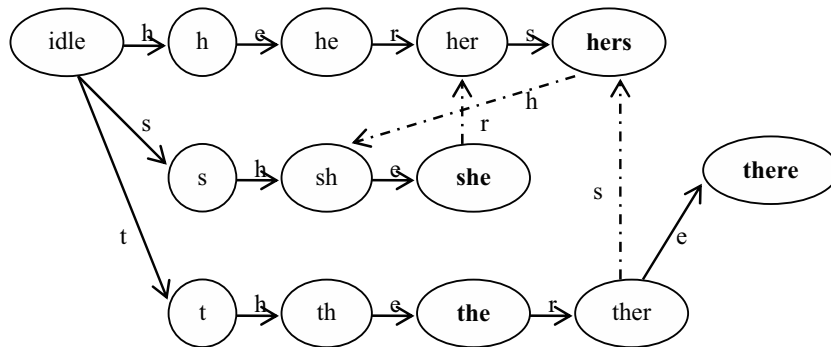 idle h h e he r her s hers
h
s r
s h sh e she there
t s e
t h th e the r ther